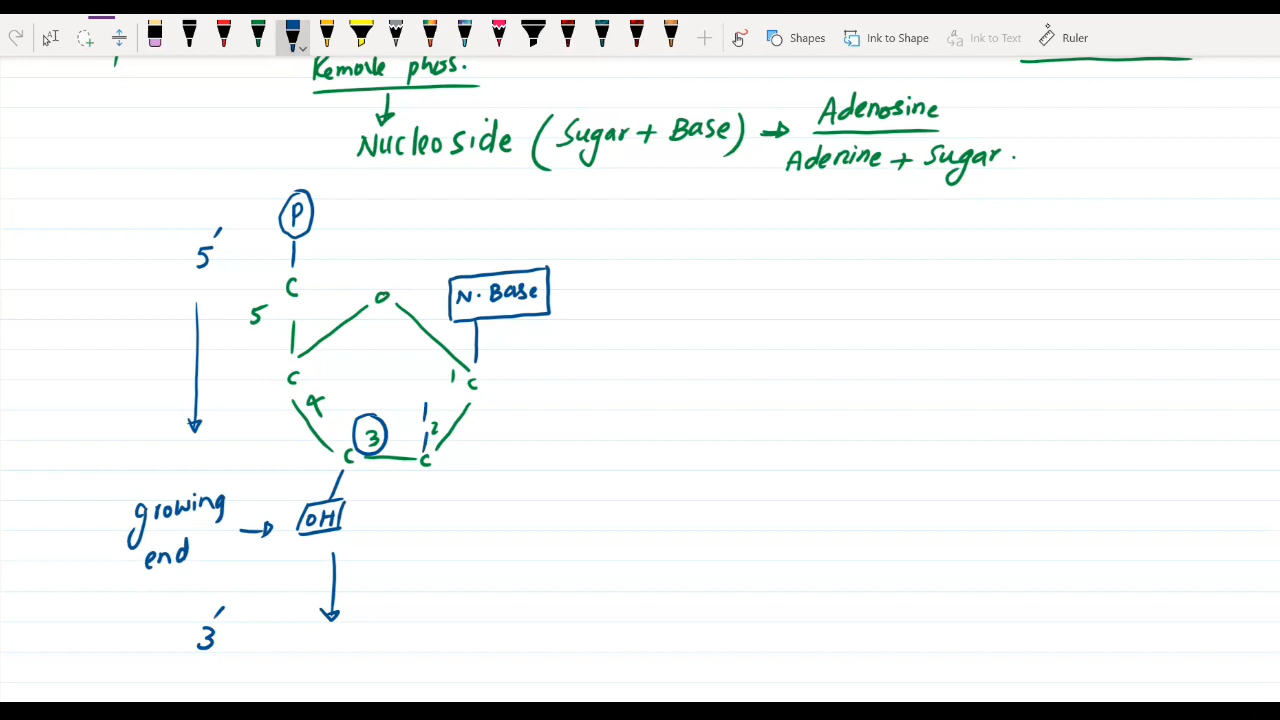 Shapes
Ink to Shape
Ink to Text
Ruler
Remove phos.
Nucleoside (Sugar + Base) → Adenosine
Adenine + Sugar.
P
5′
C
O
N. Base
5
C
1 C
4
3
2
C
C
growing
end → OH
3′